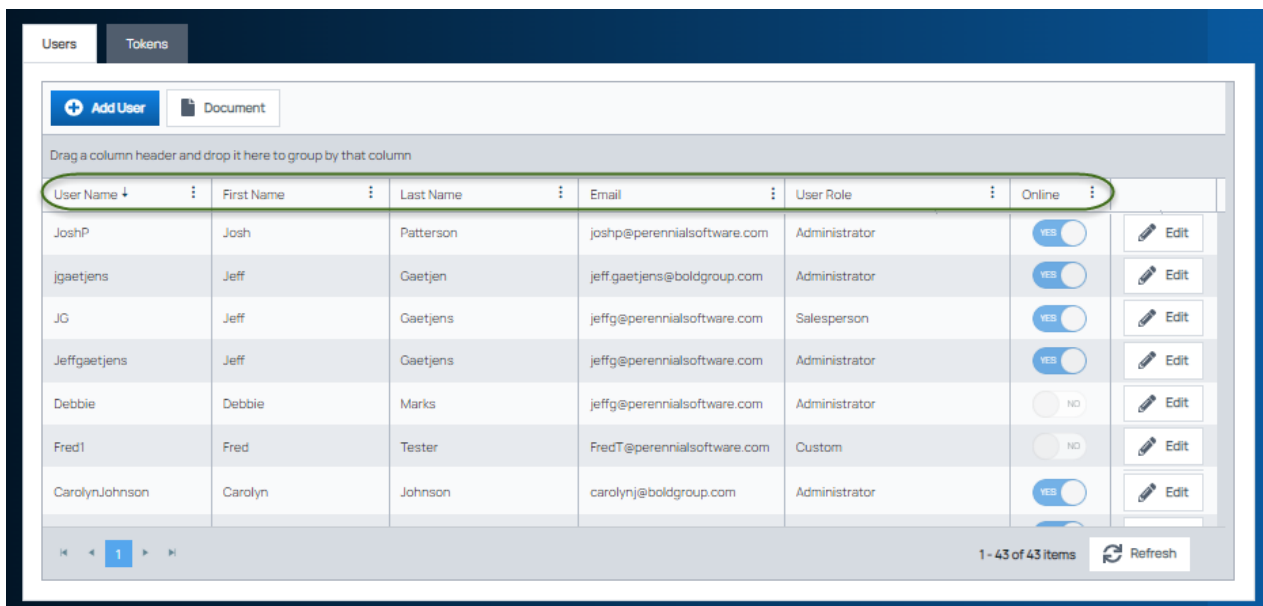 Users Tokens
Add User Document
Drag a column header and drop it here to group by that column
User Name First Name Last Name Email User Role Online
JoshP Josh Patterson joshp@perennialsoftware.com Administrator YES Edit
jgaetjens Jeff Gaetjen jeff.gaetjens@boldgroup.com Administrator YES Edit
JG Jeff Gaetjens jeffg@perennialsoftware.com Salesperson YES Edit
Jeffgaetjens Jeff Gaetjens jeffg@perennialsoftware.com Administrator YES Edit
Debbie Debbie Marks jeffg@perennialsoftware.com Administrator NO Edit
Fred1 Fred Tester FredT@perennialsoftware.com Custom NO Edit
CarolynJohnson Carolyn Johnson carolynj@boldgroup.com Administrator YES Edit
1 1 - 43 of 43 items Refresh